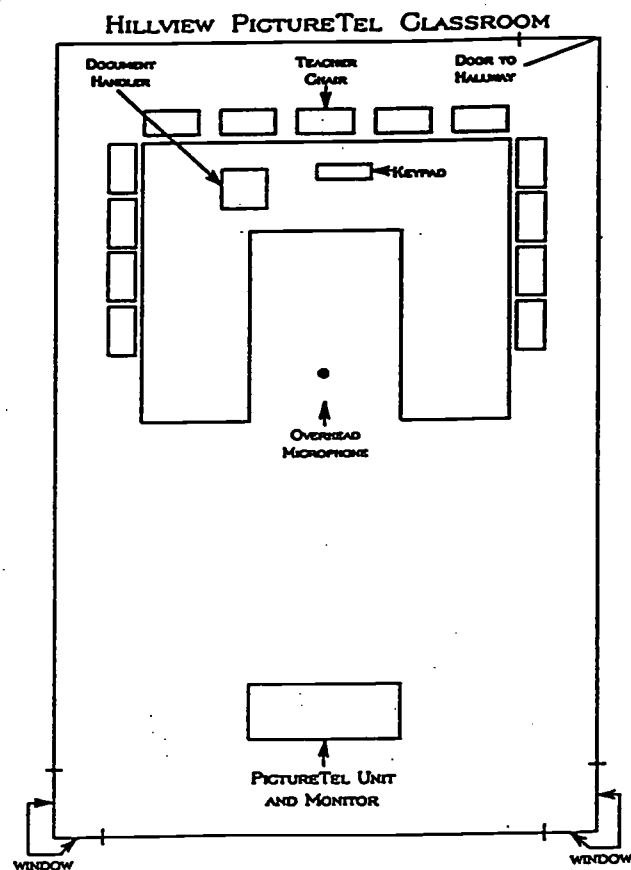 HILLVIEW PICTURETEL CLASSROOM
DOCUMENT
HANDLER
TEACHER
CHAIR
DOOR TO
HALLWAY
KEYPAD
OVERHEAD
MICROPHONE
PICTURETEL UNIT
AND MONITOR
WINDOW
WINDOW